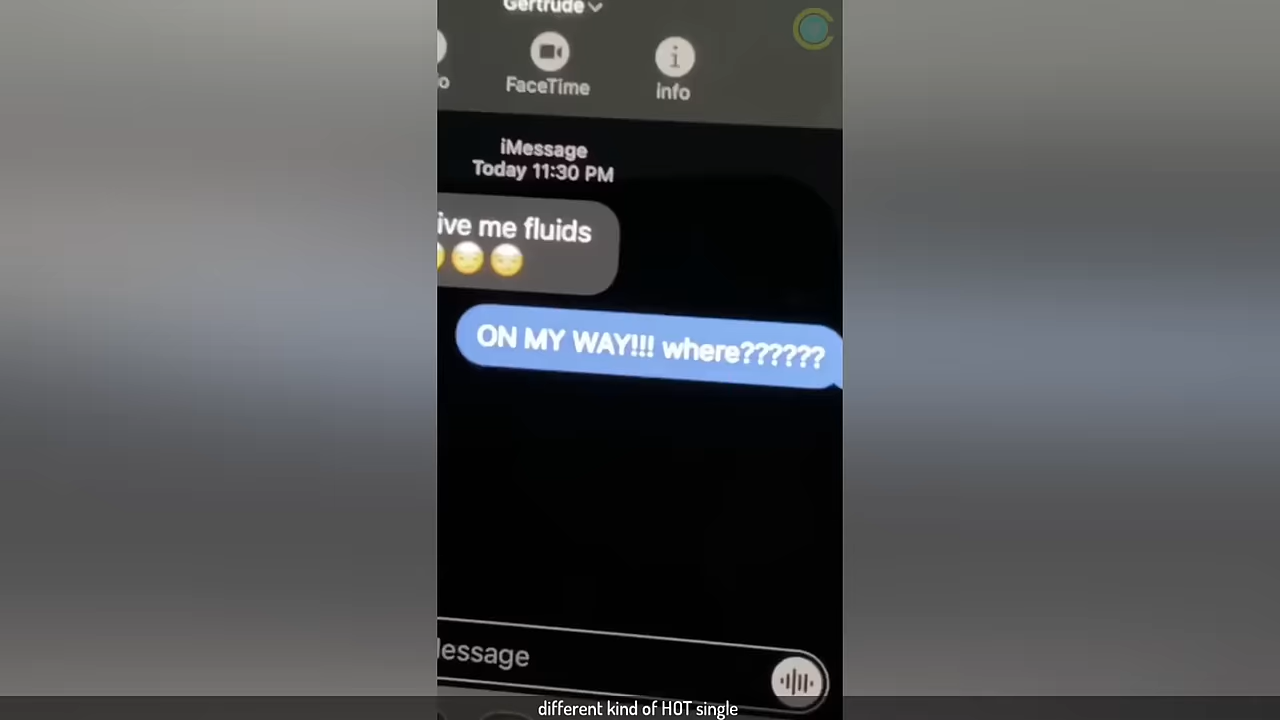 Gertrude
FaceTime
info
iMessage
Today 11:30 PM
ive me fluids
ON MY WAY!!! where??????
essage
different kind of HOT single